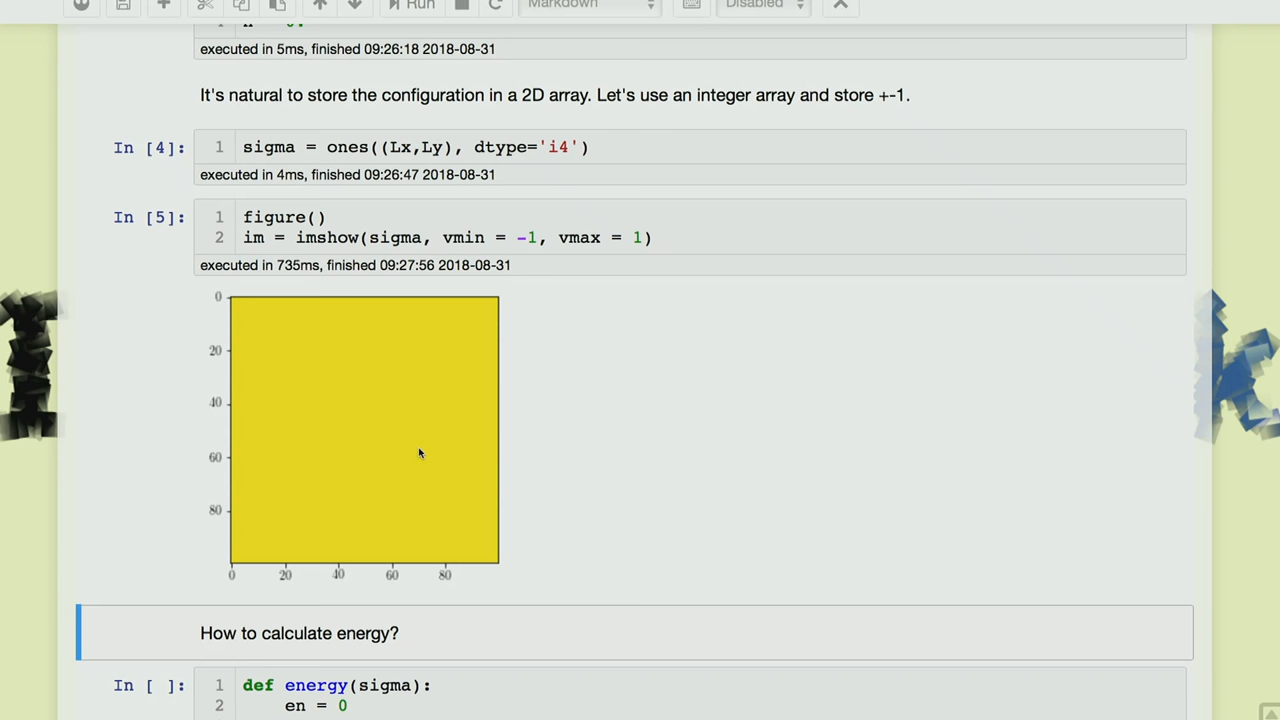 Run Markdown Disabled
executed in 5ms, finished 09:26:18 2018-08-31
It's natural to store the configuration in a 2D array. Let's use an integer array and store +-1.
In [4]: 1 sigma = ones((Lx,Ly), dtype='i4')
executed in 4ms, finished 09:26:47 2018-08-31
In [5]: 1 figure()
2 im = imshow(sigma, vmin = -1, vmax = 1)
executed in 735ms, finished 09:27:56 2018-08-31
0
20
40
60
80
0 20 40 60 80
How to calculate energy?
In [ ]: 1 def energy(sigma):
2 en = 0